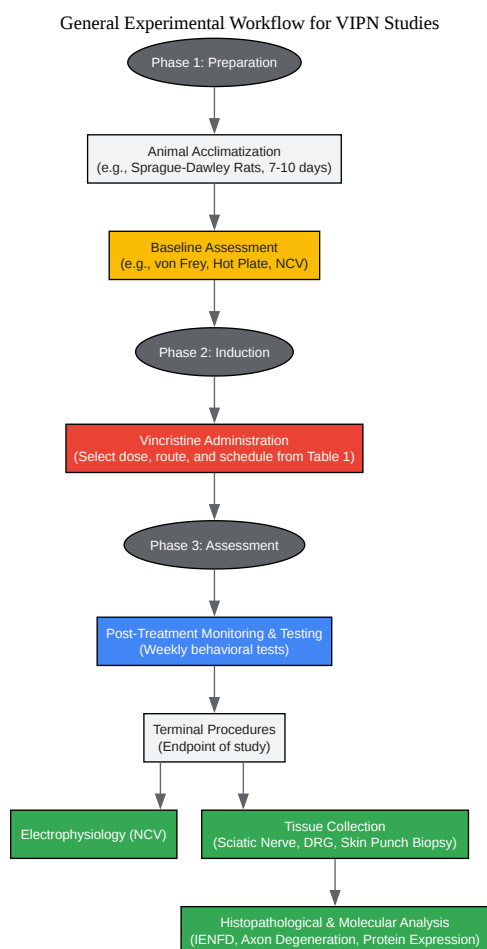 General Experimental Workflow for VIPN Studies
Phase 1: Preparation
Animal Acclimatization
(e.g., Sprague-Dawley Rats, 7-10 days)
Baseline Assessment
(e.g., von Frey, Hot Plate, NCV)
Phase 2: Induction
Vincristine Administration
(Select dose, route, and schedule from Table 1)
Phase 3: Assessment
Post-Treatment Monitoring & Testing
(Weekly behavioral tests)
Terminal Procedures
(Endpoint of study)
Electrophysiology (NCV)
Tissue Collection
(Sciatic Nerve, DRG, Skin Punch Biopsy)
Histopathological & Molecular Analysis
(IENFD, Axon Degeneration, Protein Expression)